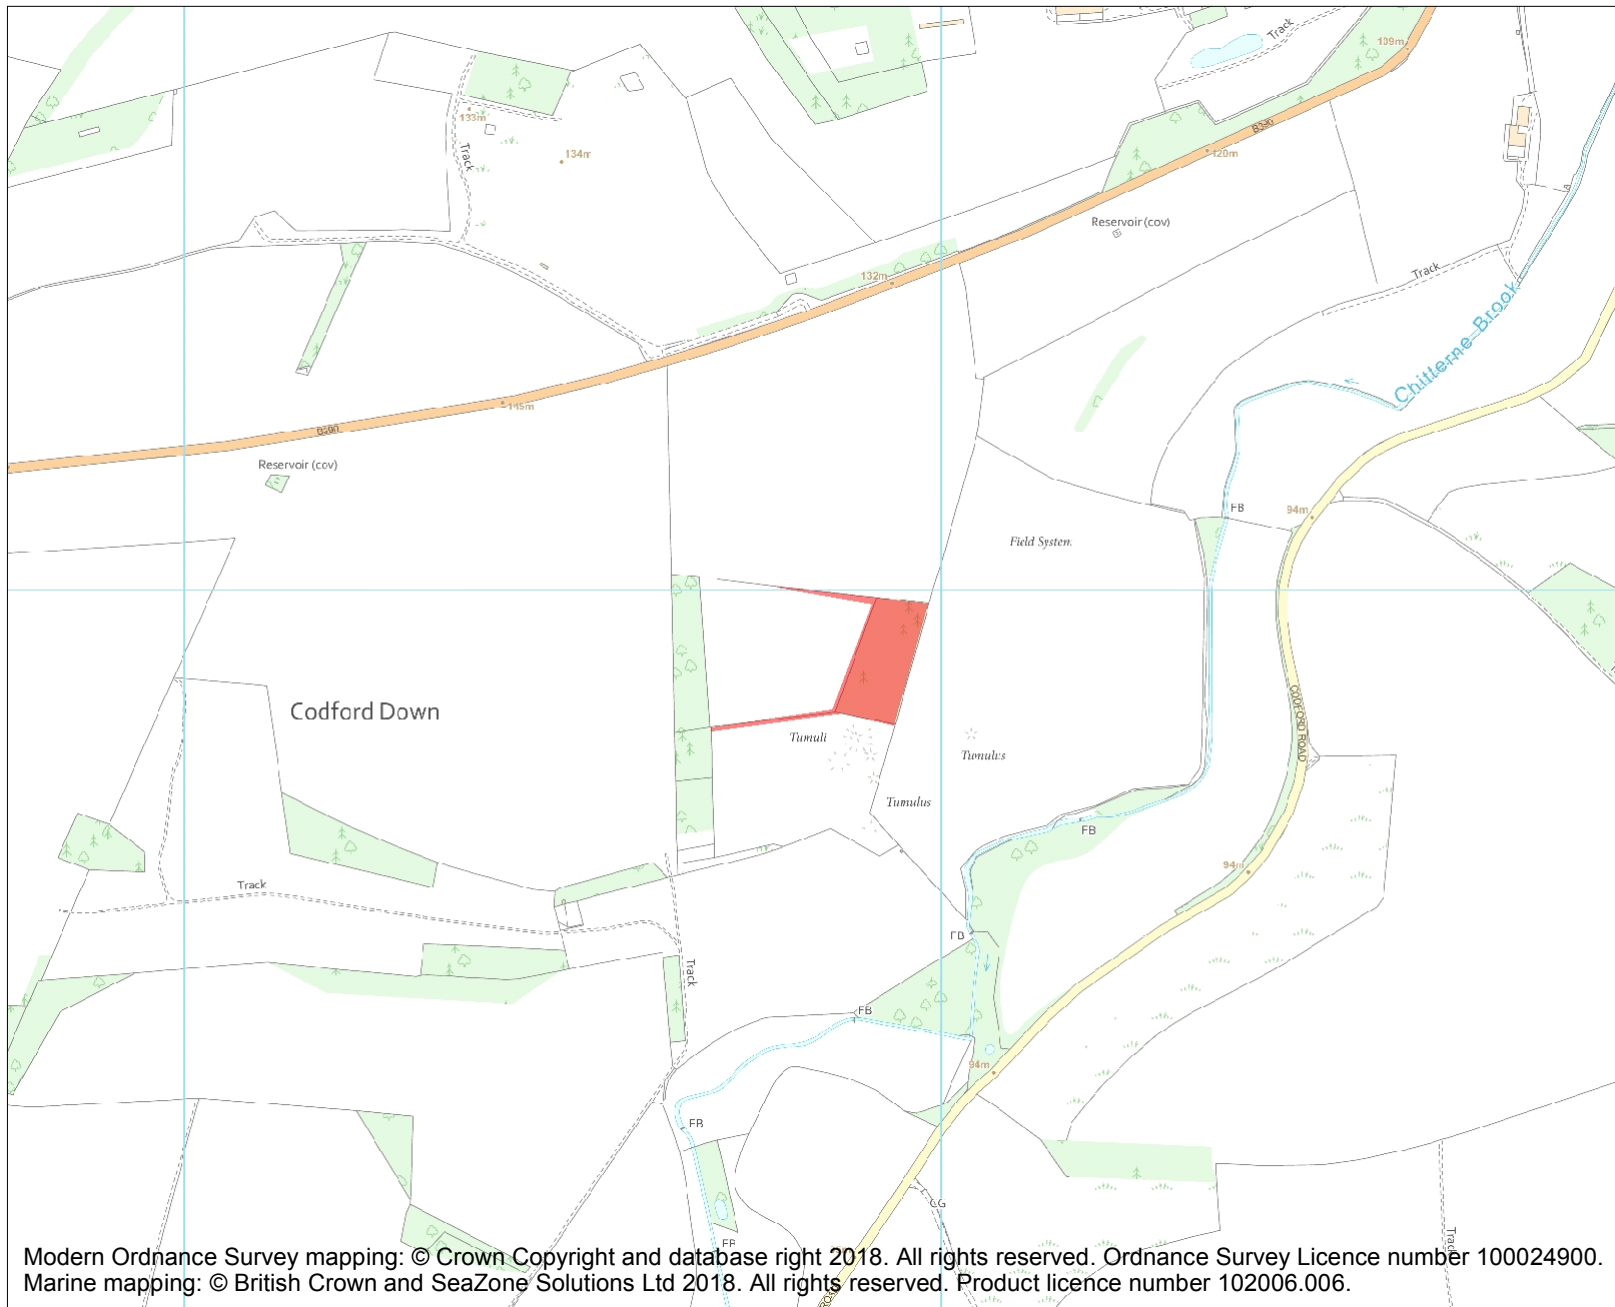 109m
Track
133m
Track
134m
B390
120m
Reservoir (cov)
132m
Track
Chitterne Brook
145m
B390
Reservoir (cov)
FB
94m
Field System
Codford Down
CODFORD ROAD
Tumuli
Tumulus
Tumulus
FB
94m
Track
FB
Track
FB
94m
FB
CG
Track
FB
Modern Ordnance Survey mapping: © Crown Copyright and database right 2018. All rights reserved. Ordnance Survey Licence number 100024900.
Marine mapping: © British Crown and SeaZone Solutions Ltd 2018. All rights reserved. Product licence number 102006.006.